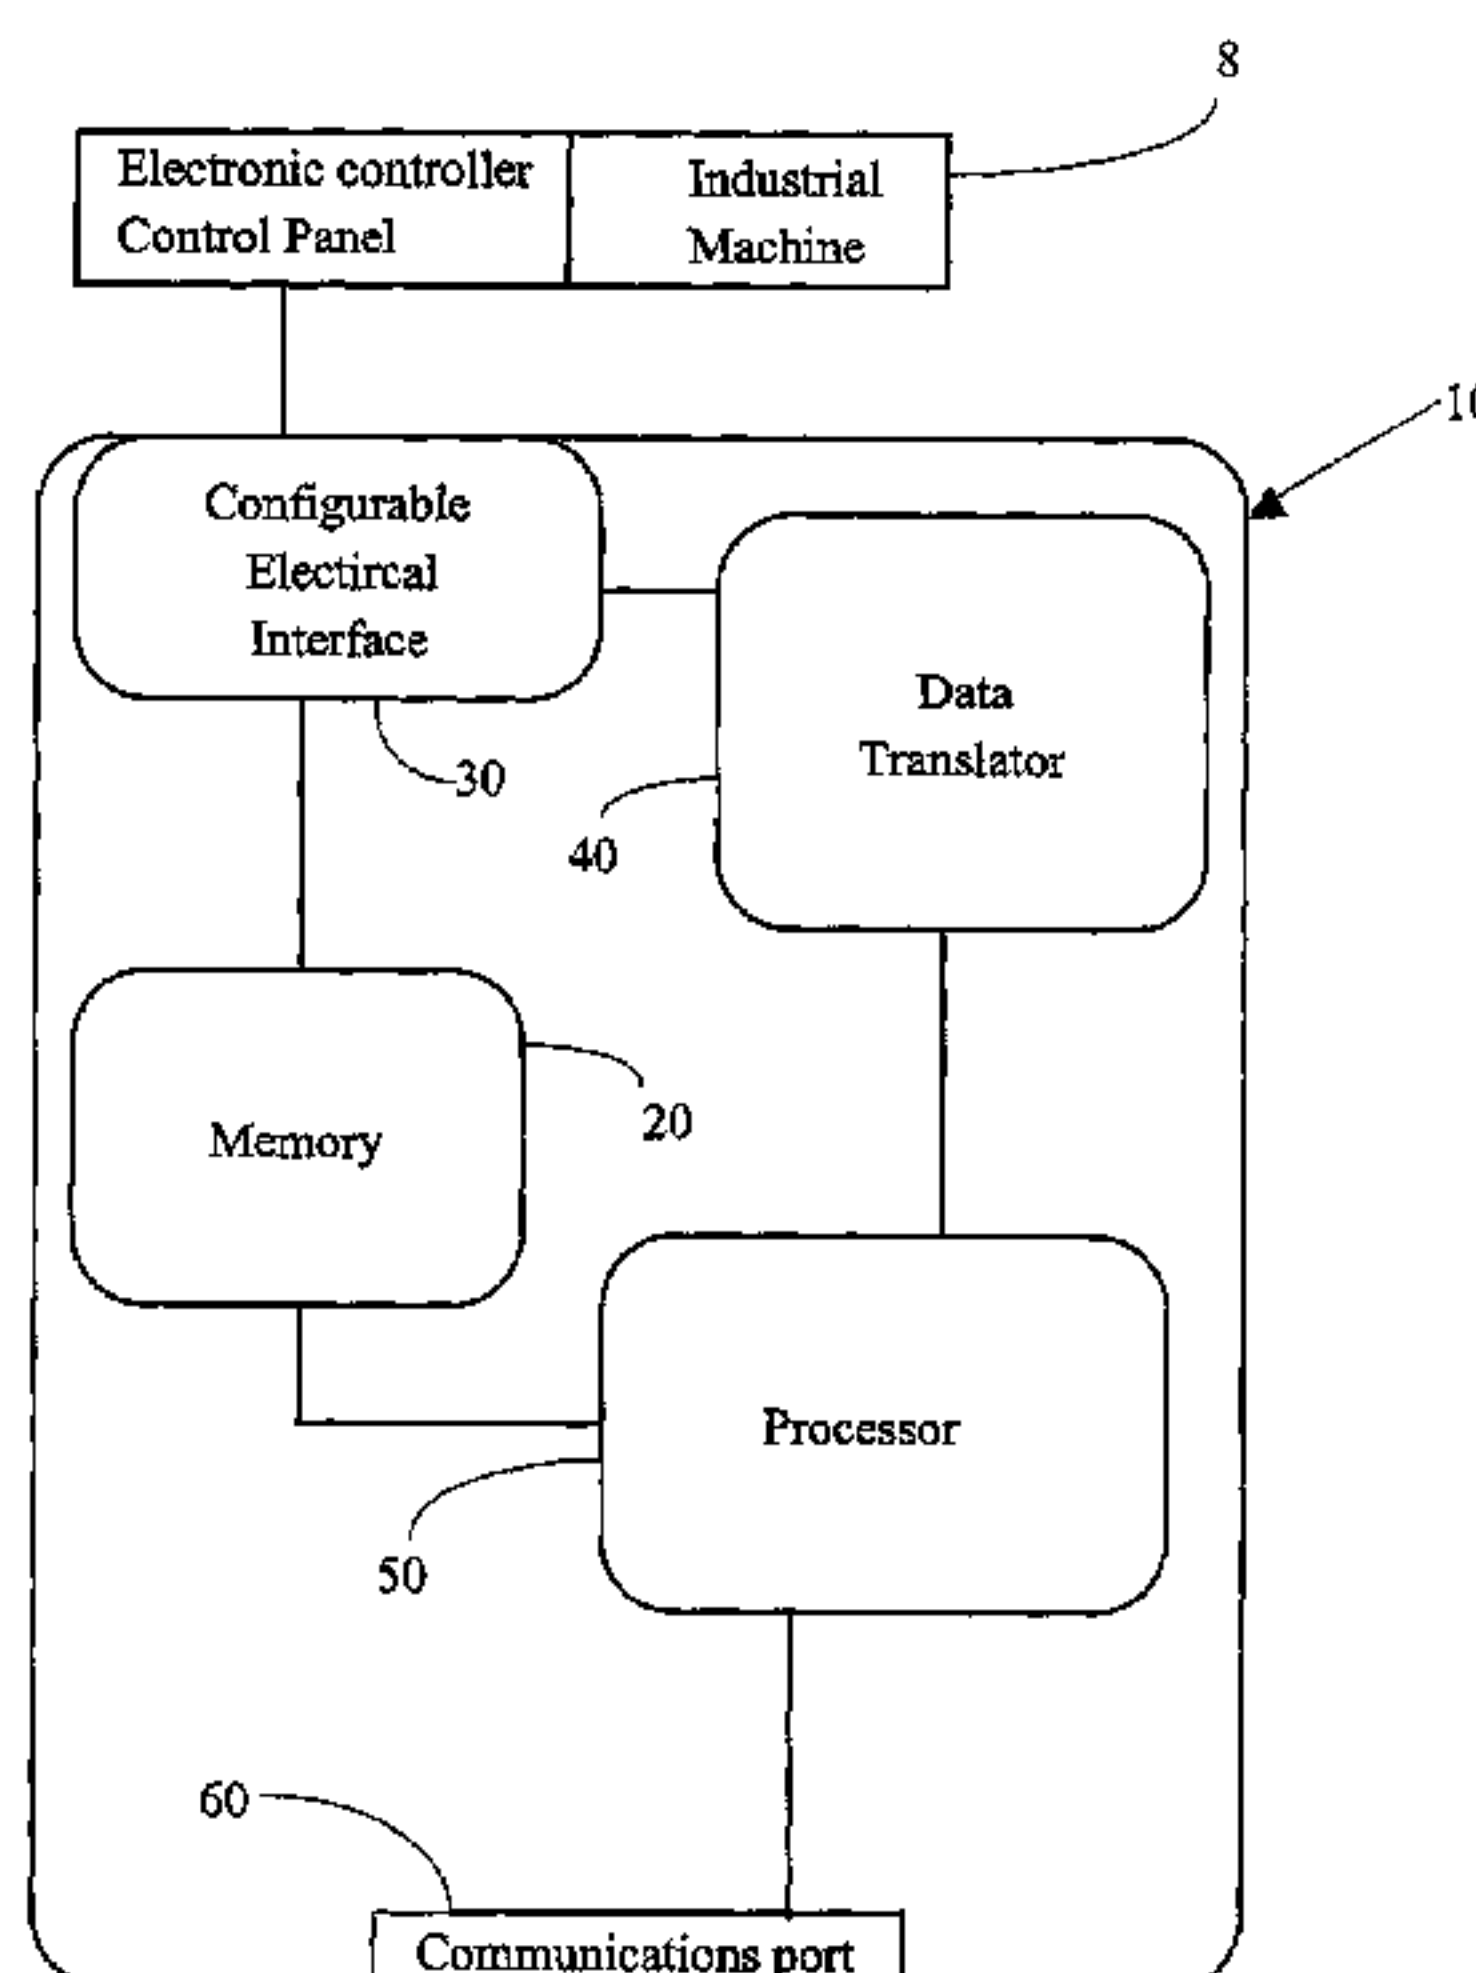 8
Electronic controller
Control Panel
Industrial
Machine
10
Configurable
Electircal
Interface
Data
Translator
30
40
Memory
20
Processor
50
60
Communications port